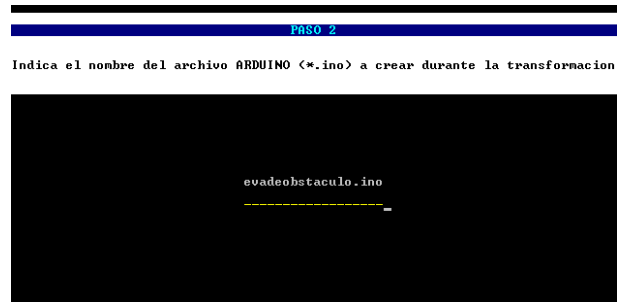 PASO 2
Indica el nombre del archivo ARDUINO (*.ino) a crear durante la transformacion
evadeobstaculo.ino
------------------_